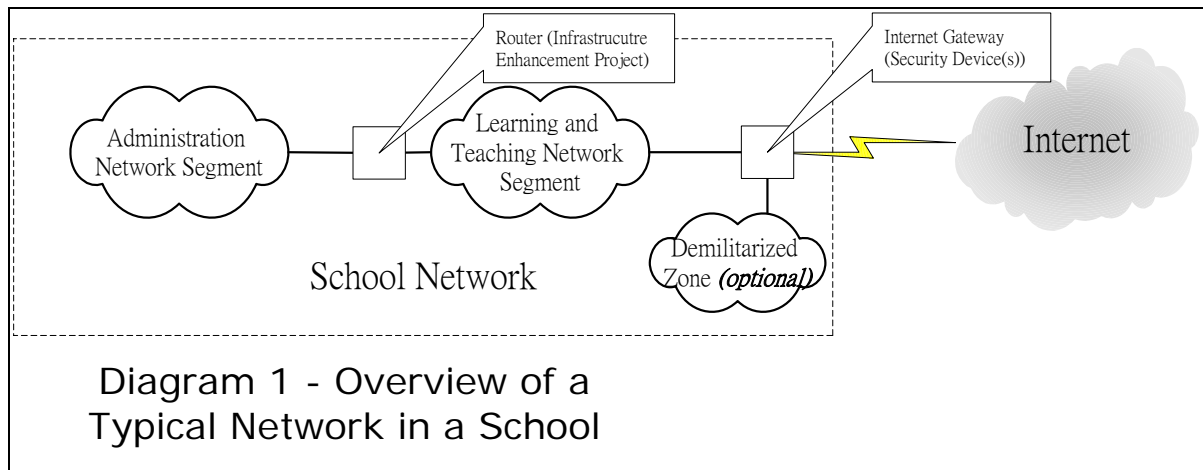 Router (Infrastrucutre
Enhancement Project)
Internet Gateway
(Security Device(s))
Administration
Network Segment
Learning and
Teaching Network
Segment
Internet
Demilitarized
Zone (optional)
School Network
Diagram 1 - Overview of a
Typical Network in a School